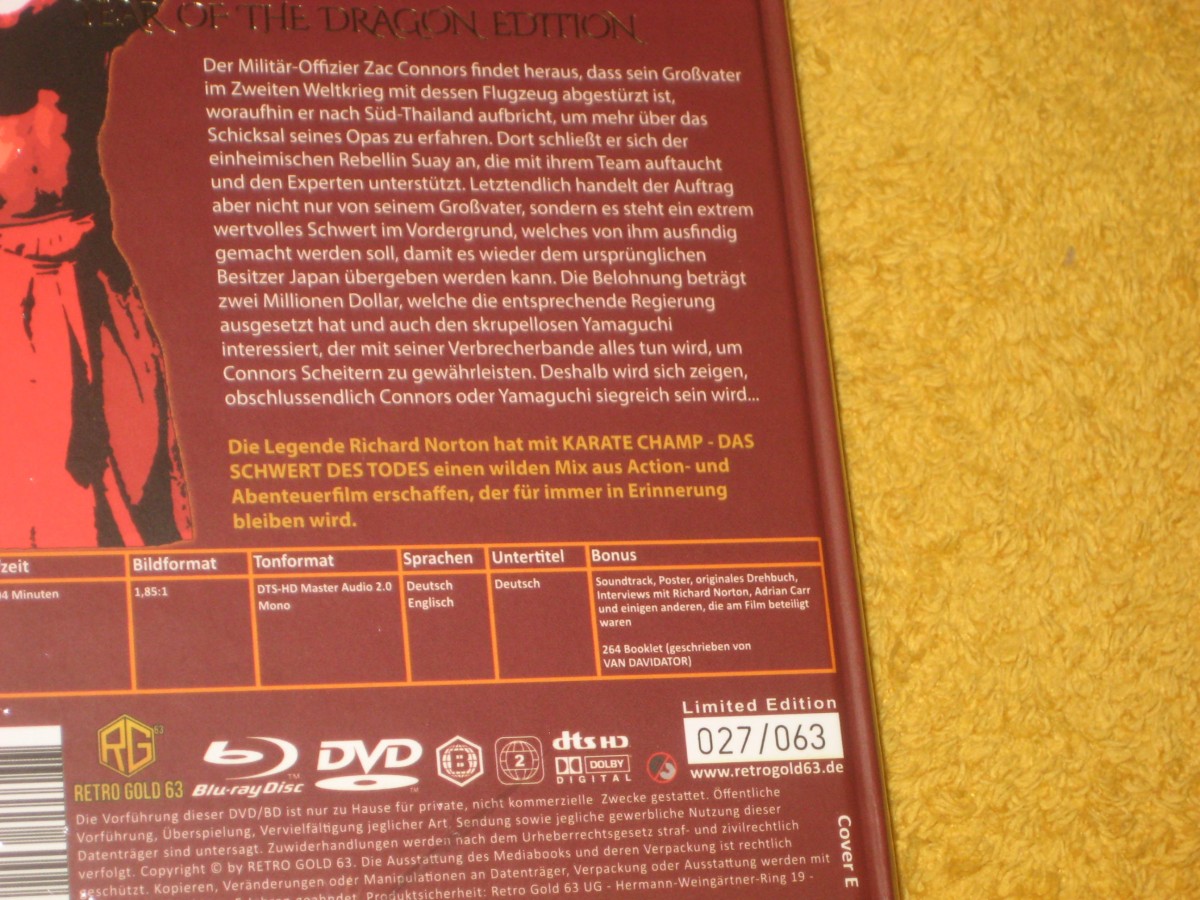 YEAR OF THE DRAGON EDITION
Der Militär-Offizier Zac Connors findet heraus, dass sein Großvater
im Zweiten Weltkrieg mit dessen Flugzeug abgestürzt ist,
woraufhin er nach Süd-Thailand aufbricht, um mehr über das
Schicksal seines Opas zu erfahren. Dort schließt er sich der
einheimischen Rebellin Suay an, die mit ihrem Team auftaucht
und den Experten unterstützt. Letztendlich handelt der Auftrag
aber nicht nur von seinem Großvater, sondern es steht ein extrem
wertvolles Schwert im Vordergrund, welches von ihm ausfindig
gemacht werden soll, damit es wieder dem ursprünglichen
Besitzer Japan übergeben werden kann. Die Belohnung beträgt
zwei Millionen Dollar, welche die entsprechende Regierung
ausgesetzt hat und auch den skrupellosen Yamaguchi
interessiert, der mit seiner Verbrecherbande alles tun wird, um
Connors Scheitern zu gewährleisten. Deshalb wird sich zeigen,
obschlussendlich Connors oder Yamaguchi siegreich sein wird...
Die Legende Richard Norton hat mit KARATE CHAMP - DAS
SCHWERT DES TODES einen wilden Mix aus Action- und
Abenteuerfilm erschaffen, der für immer in Erinnerung
bleiben wird.
zeit Bildformat Tonformat Sprachen Untertitel Bonus
94 Minuten
1,85:1
DTS-HD Master Audio 2.0
Mono
Deutsch
Englisch
Deutsch
Soundtrack, Poster, originales Drehbuch,
Interviews mit Richard Norton, Adrian Carr
und einigen anderen, die am Film beteiligt
waren
264 Booklet (geschrieben von
VAN DAVIDATOR)
Limited Edition
027/063
www.retrogold63.de
RG 63
RETRO GOLD 63
Blu-ray Disc
DVD
B
2
dts HD
DOLBY
DIGITAL
Die Vorführung dieser DVD/BD ist nur zu Hause für private, nicht kommerzielle Zwecke gestattet. Öffentliche
Vorführung, Überspielung, Vervielfältigung jeglicher Art, Sendung sowie jegliche gewerbliche Nutzung dieser
Datenträger sind untersagt. Zuwiderhandlungen werden nach dem Urheberrechtsgesetz straf- und zivilrechtlich
verfolgt. Copyright © by RETRO GOLD 63. Die Ausstattung des Mediabooks und deren Verpackung ist rechtlich
geschützt. Kopieren, Veränderungen oder Manipulationen an Datenträger, Verpackung oder Ausstattung werden mit
geahndet. Produktsicherheit: Retro Gold 63 UG - Hermann-Weingärtner-Ring 19 -
Cover E